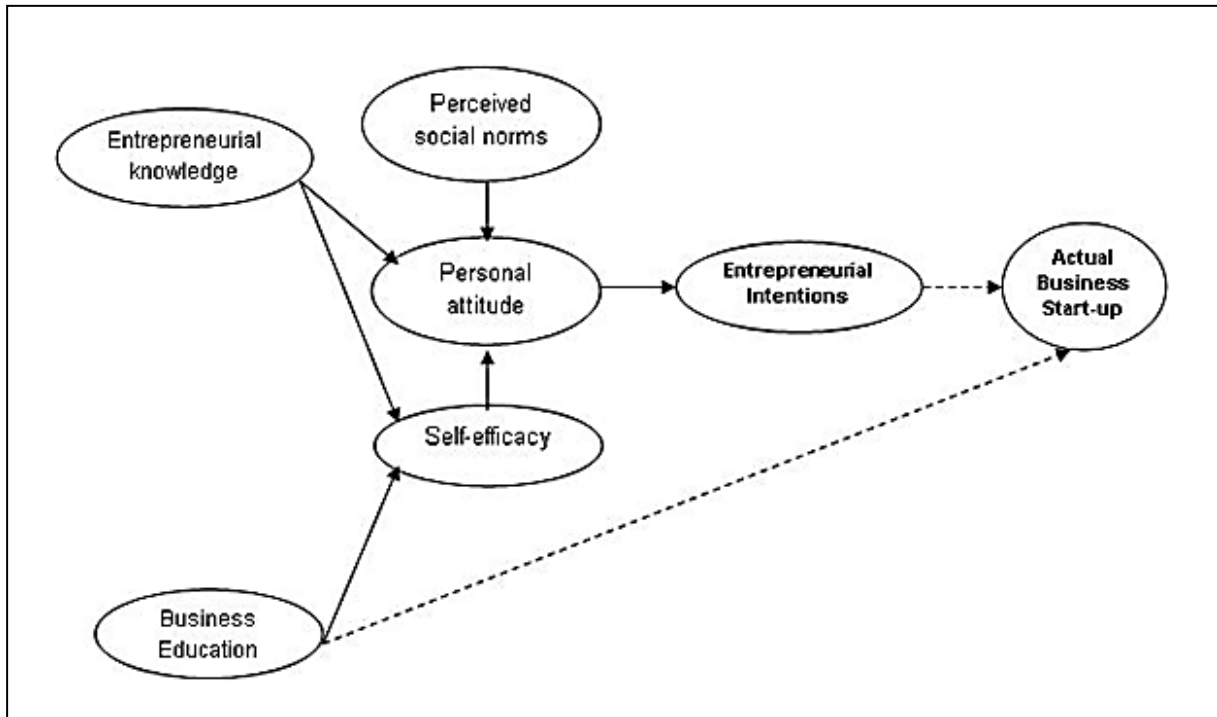 Perceived
social norms
Entrepreneurial
knowledge
Personal
attitude
Entrepreneurial
Intentions
Actual
Business
Start-up
Self-efficacy
Business
Education